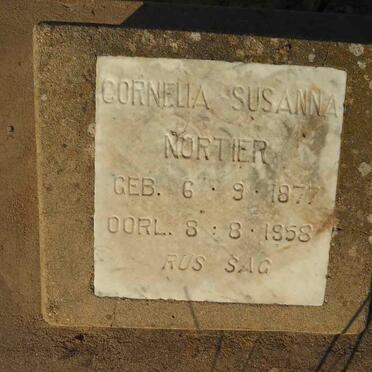 CORNELIA SUSANNA
NORTIER
GEB. 6 · 9 · 1877
OORL. 8 : 8 · 1958
RUS SAG